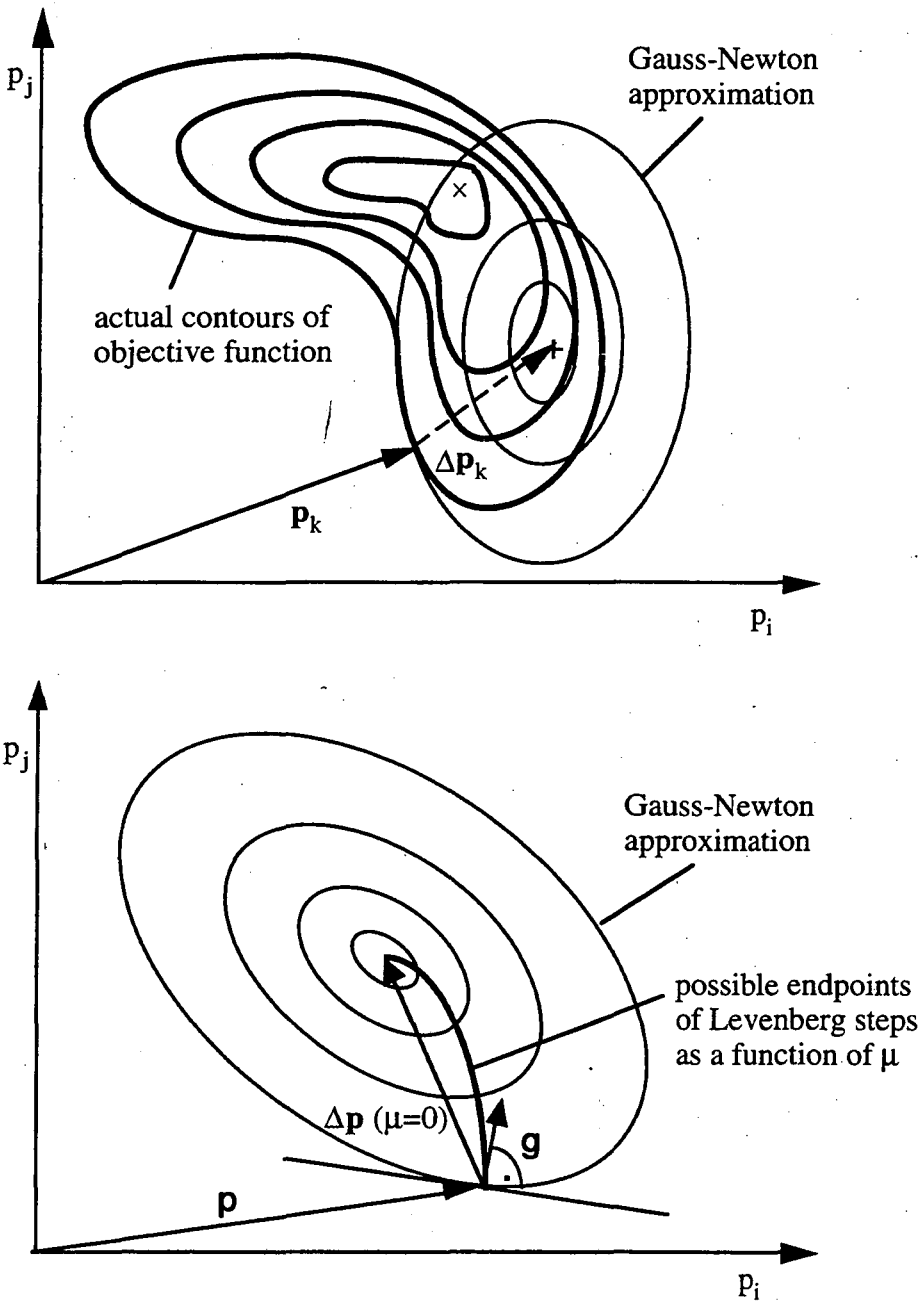 p_j
Gauss-Newton
approximation
×
actual contours of
objective function
+
Δp_k
p_k
p_i
p_j
Gauss-Newton
approximation
possible endpoints
of Levenberg steps
as a function of μ
Δp (μ=0)
g
p
p_i